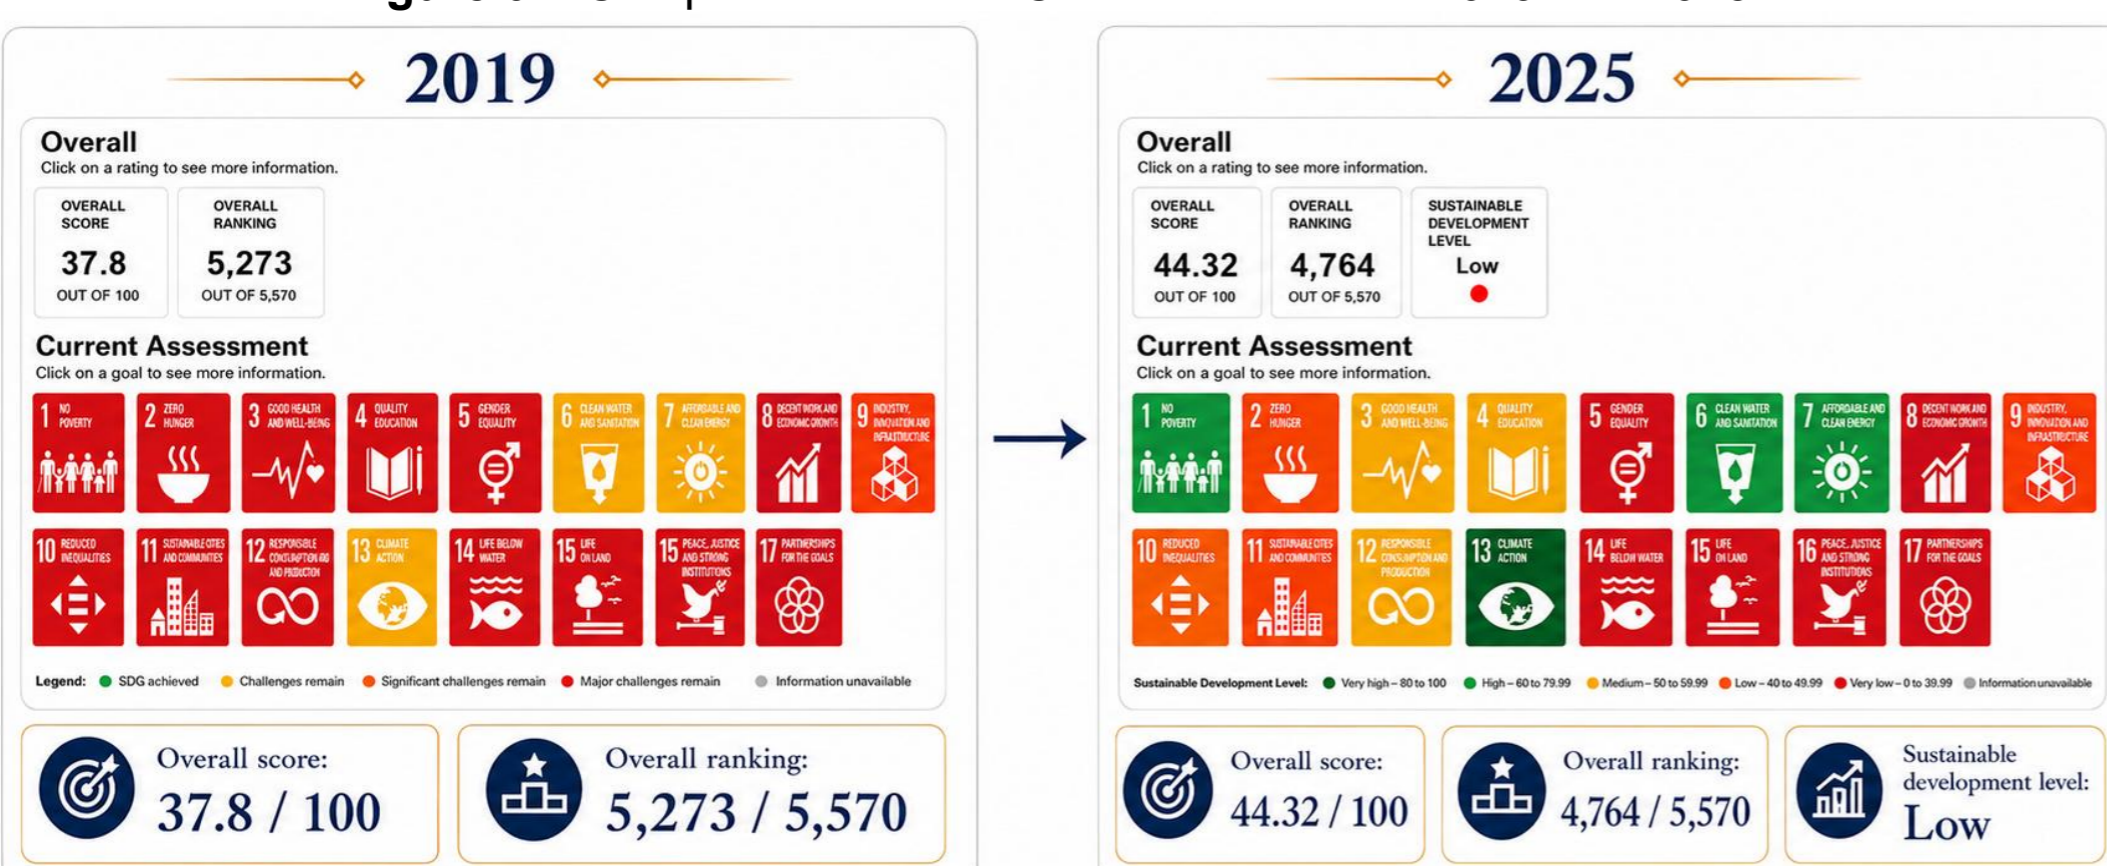 2019
Overall
Click on a rating to see more information.
OVERALL
SCORE
37.8
OUT OF 100
OVERALL
RANKING
5,273
OUT OF 5,570
Current Assessment
Click on a goal to see more information.
1 NO
POVERTY
2 ZERO
HUNGER
3 GOOD HEALTH
AND WELL-BEING
4 QUALITY
EDUCATION
5 GENDER
EQUALITY
6 CLEAN WATER
AND SANITATION
7 AFFORDABLE AND
CLEAN ENERGY
8 DECENT WORK AND
ECONOMIC GROWTH
9 INDUSTRY,
INNOVATION AND
INFRASTRUCTURE
10 REDUCED
INEQUALITIES
11 SUSTAINABLE CITIES
AND COMMUNITIES
12 RESPONSIBLE
AND PRODUCTION
13 CLIMATE
ACTION
14 LIFE BELOW
WATER
15 LIFE
ON LAND
15 PEACE, JUSTICE
AND STRONG
INSTITUTIONS
17 PARTNERSHIPS
FOR THE GOALS
Legend: SDG achieved Challenges remain Significant challenges remain Major challenges remain Information unavailable
Overall score:
37.8 / 100
Overall ranking:
5,273 / 5,570
2025
Overall
Click on a rating to see more information.
OVERALL
SCORE
44.32
OUT OF 100
OVERALL
RANKING
4,764
OUT OF 5,570
SUSTAINABLE
DEVELOPMENT
LEVEL
Low
Current Assessment
Click on a goal to see more information.
1 NO
POVERTY
2 ZERO
HUNGER
3 GOOD HEALTH
AND WELL-BEING
4 QUALITY
EDUCATION
5 GENDER
EQUALITY
6 CLEAN WATER
AND SANITATION
7 AFFORDABLE AND
CLEAN ENERGY
8 DECENT WORK AND
ECONOMIC GROWTH
9 INDUSTRY,
INNOVATION AND
INFRASTRUCTURE
10 REDUCED
INEQUALITIES
11 SUSTAINABLE CITIES
AND COMMUNITIES
12 RESPONSIBLE
CONSUMPTION AND
PRODUCTION
13 CLIMATE
ACTION
14 LIFE
BELOW WATER
15 LIFE
ON LAND
16 PEACE, JUSTICE
AND STRONG
INSTITUTIONS
17 PARTNERSHIPS
FOR THE GOALS
Sustainable Development Level: Very high – 80 to 100 High – 60 to 79.99 Medium – 50 to 59.99 Low – 40 to 49.99 Very low – 0 to 39.99 Information unavailable
Overall score:
44.32 / 100
Overall ranking:
4,764 / 5,570
Sustainable
development level:
Low